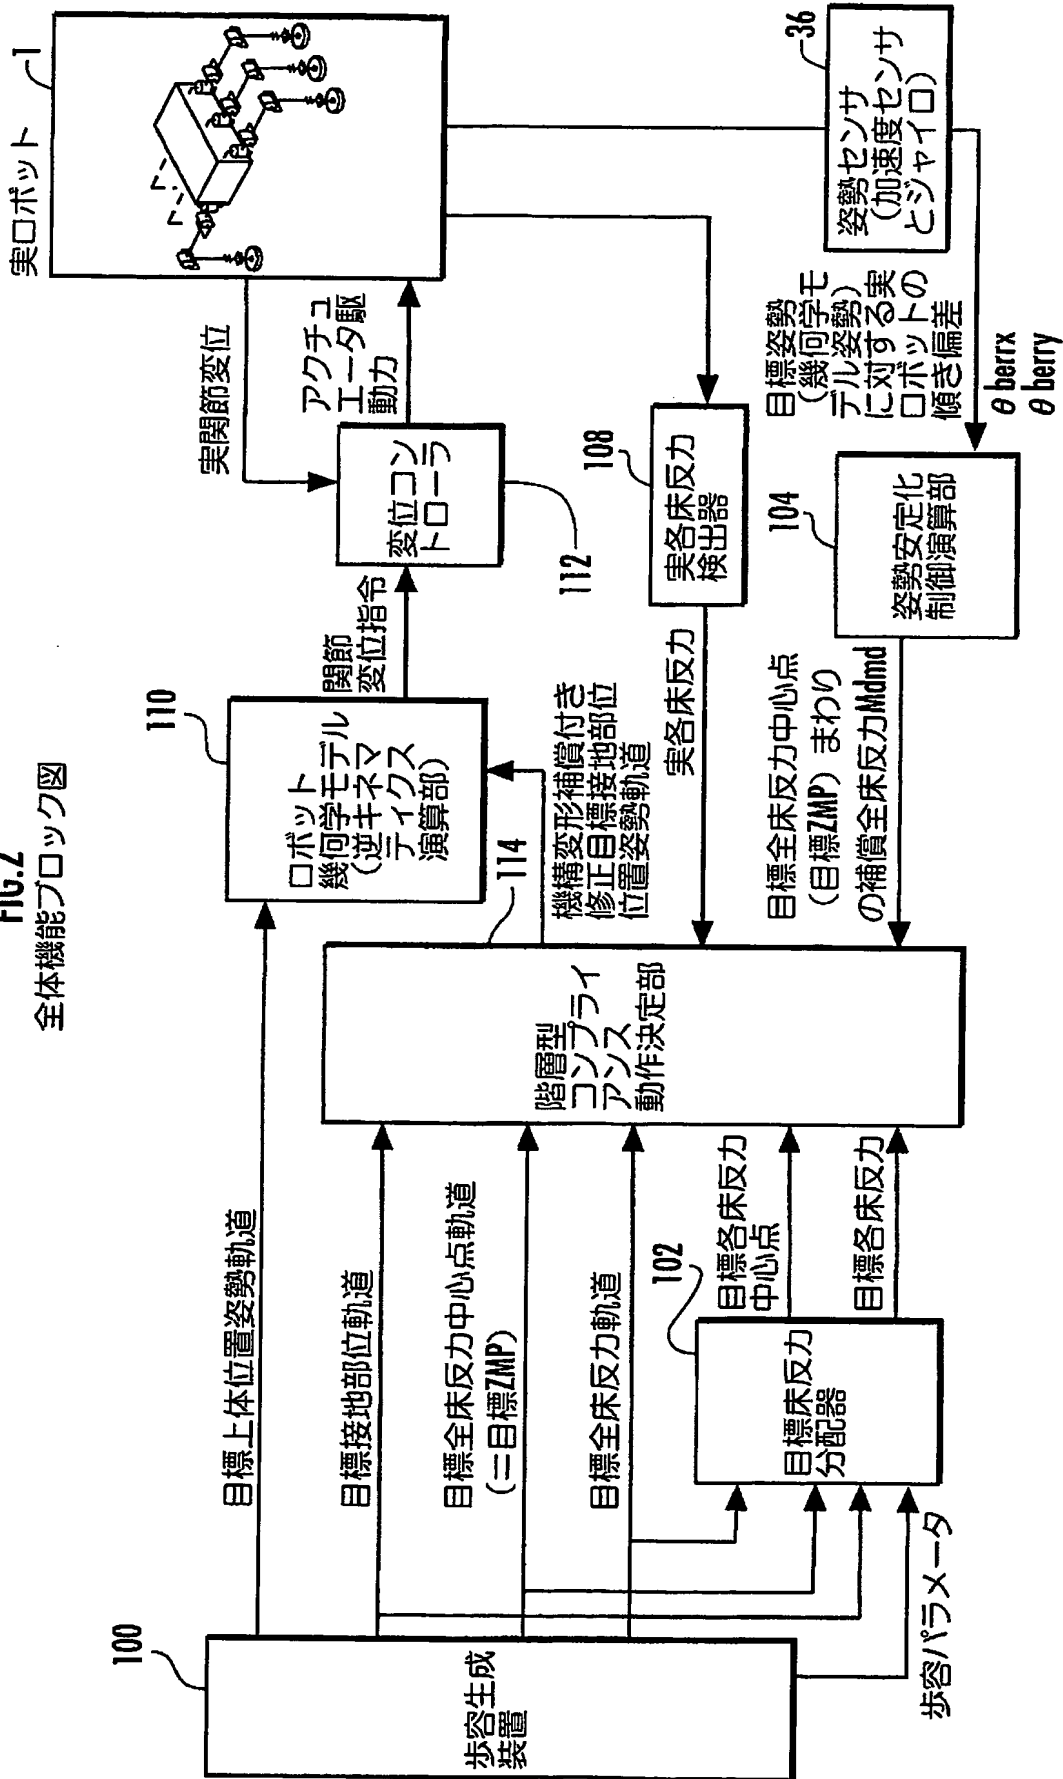 FIG.2
全体機能ブロック図
100
歩容生成
装置
目標上体位置姿勢軌道
目標接地部位軌道
目標全床反力中心点軌道
(=目標ZMP)
目標全床反力軌道
歩容パラメータ
102
目標床反力
分配器
目標各床反力
中心点
目標各床反力
階層型
コンプライ
アンス
動作決定部
114
機構変形補償付き
修正目標接地部位
位置姿勢軌道
実各床反力
目標全床反力中心点
(目標ZMP) まわり
の補償全床反力Mdmd
110
ロボット
幾何学モデル
(逆キネマ
ティクス
演算部)
関節
変位指令
変位コン
トローラ
112
実関節変位
アクチュ
エータ駆
動力
108
実各床反力
検出器
104
姿勢安定化
制御演算部
目標姿勢
(幾何学モ
デル姿勢)
に対する実
ロボットの
傾き偏差
θ berrx
θ berry
実ロボット
1
36
姿勢センサ
(加速度センサ
とジャイロ)